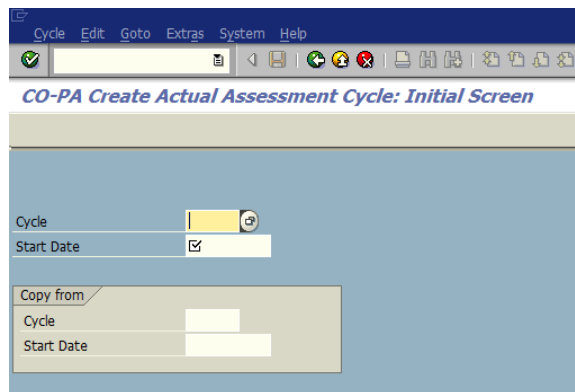 Cycle Edit Goto Extras System Help
CO-PA Create Actual Assessment Cycle: Initial Screen
Cycle
Start Date
Copy from
Cycle
Start Date